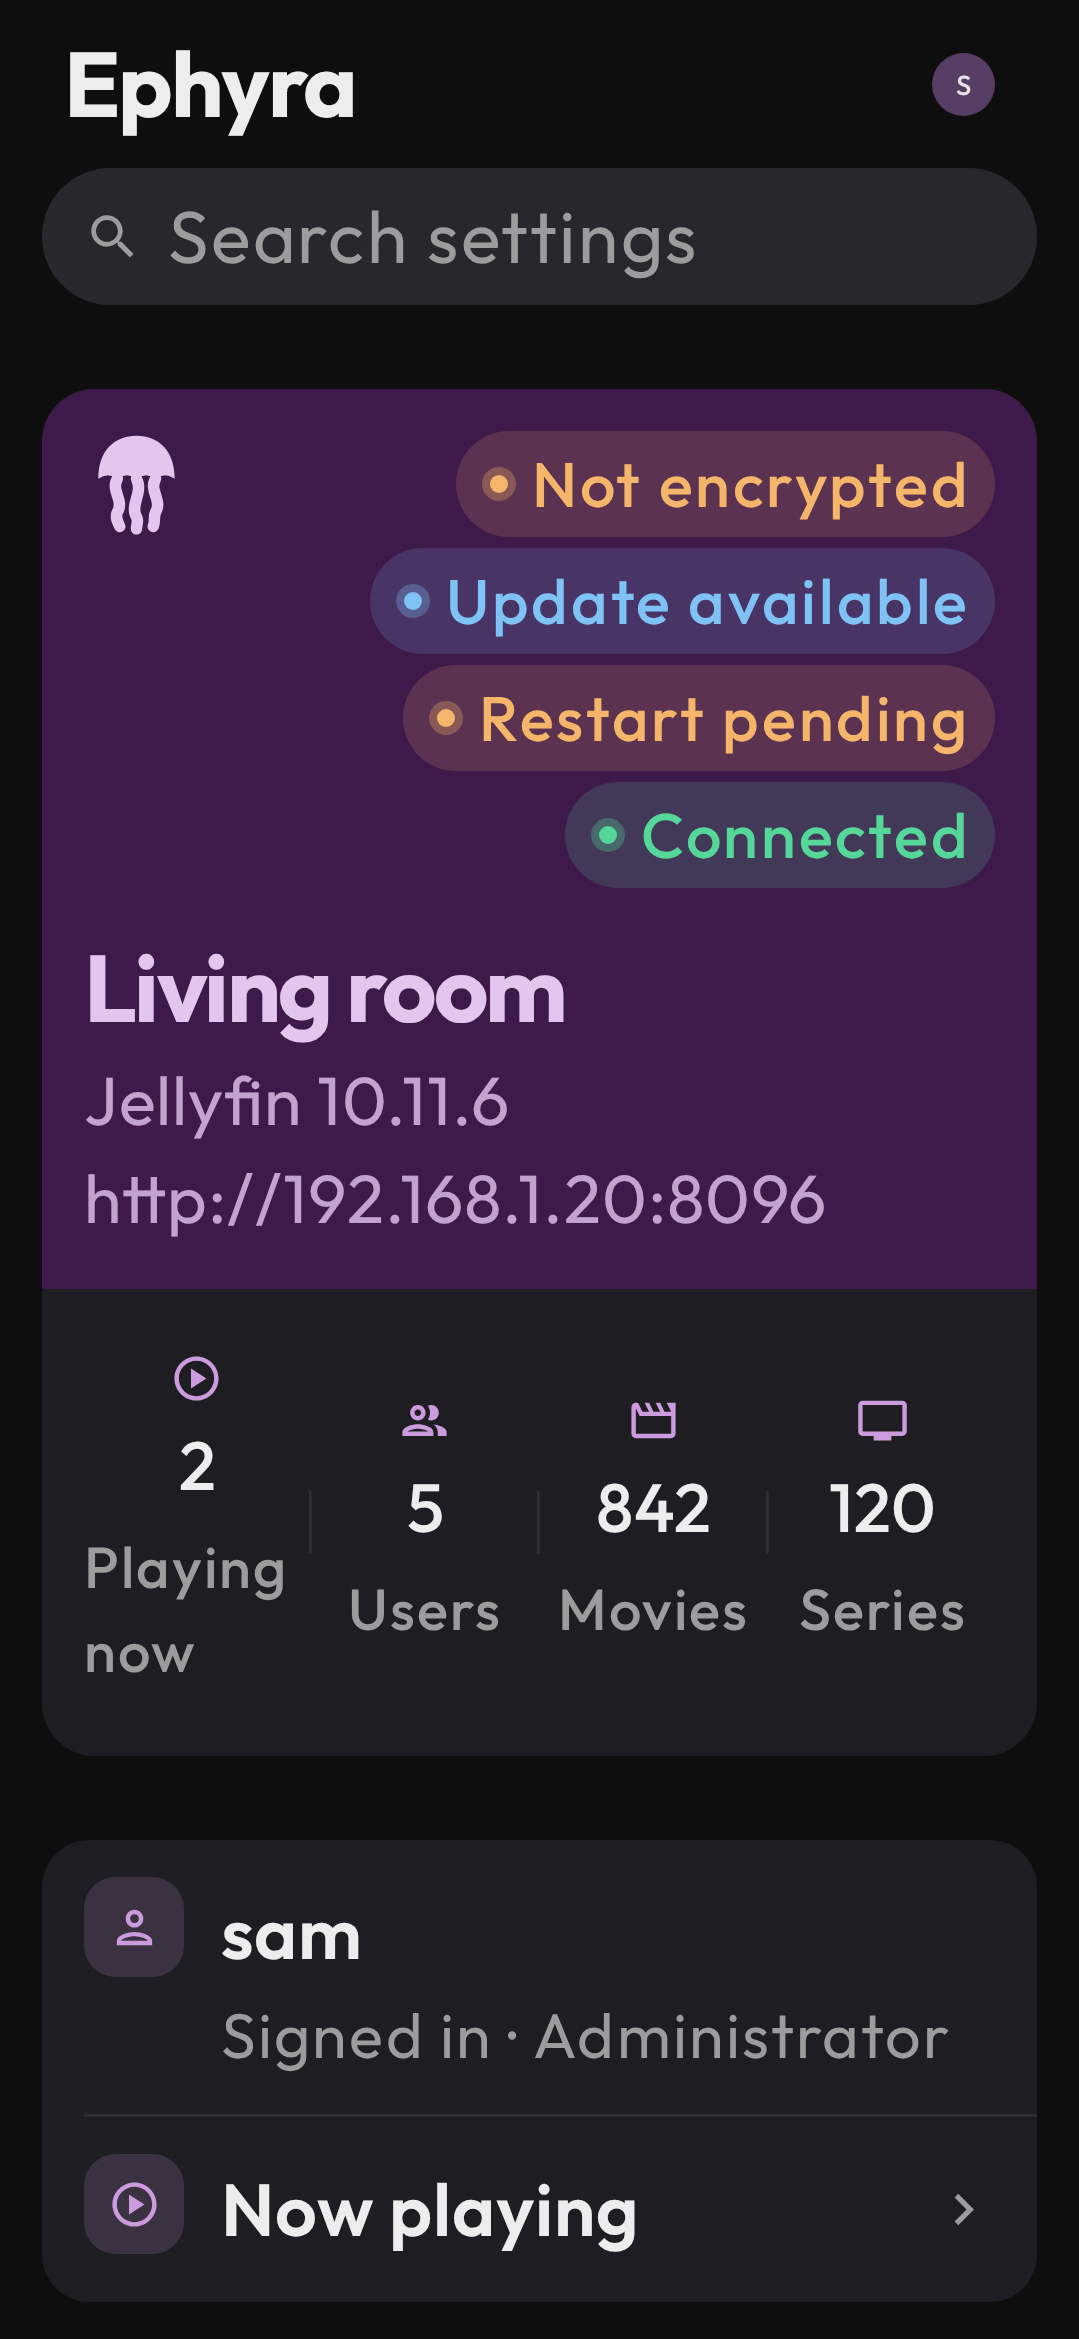 Ephyra
S
Search settings
Not encrypted
Update available
Restart pending
Connected
Living room
Jellyfin 10.11.6
http://192.168.1.20:8096
2
Playing
now
5
Users
842
Movies
120
Series
sam
Signed in · Administrator
Now playing